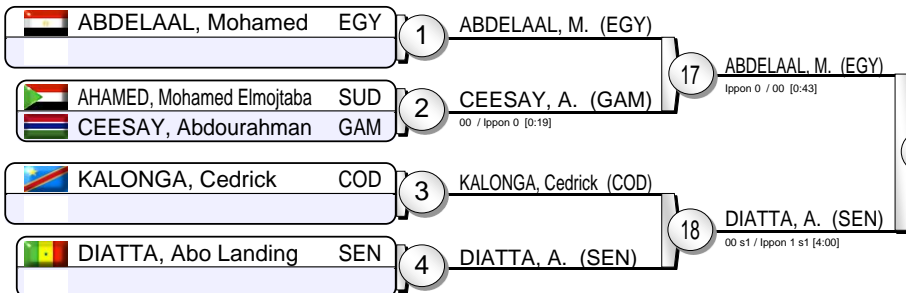 ABDELAAL, Mohamed EGY
1
ABDELAAL, M. (EGY)
17
ABDELAAL, M. (EGY)
Ippon 0 / 00 [0:43]
AHAMED, Mohamed Elmojtaba SUD
CEESAY, Abdourahman GAM
2
CEESAY, A. (GAM)
00 / Ippon 0 [0:19]
KALONGA, Cedrick COD
3
KALONGA, Cedrick (COD)
18
DIATTA, A. (SEN)
00 s1 / Ippon 1 s1 [4:00]
DIATTA, Abo Landing SEN
4
DIATTA, A. (SEN)